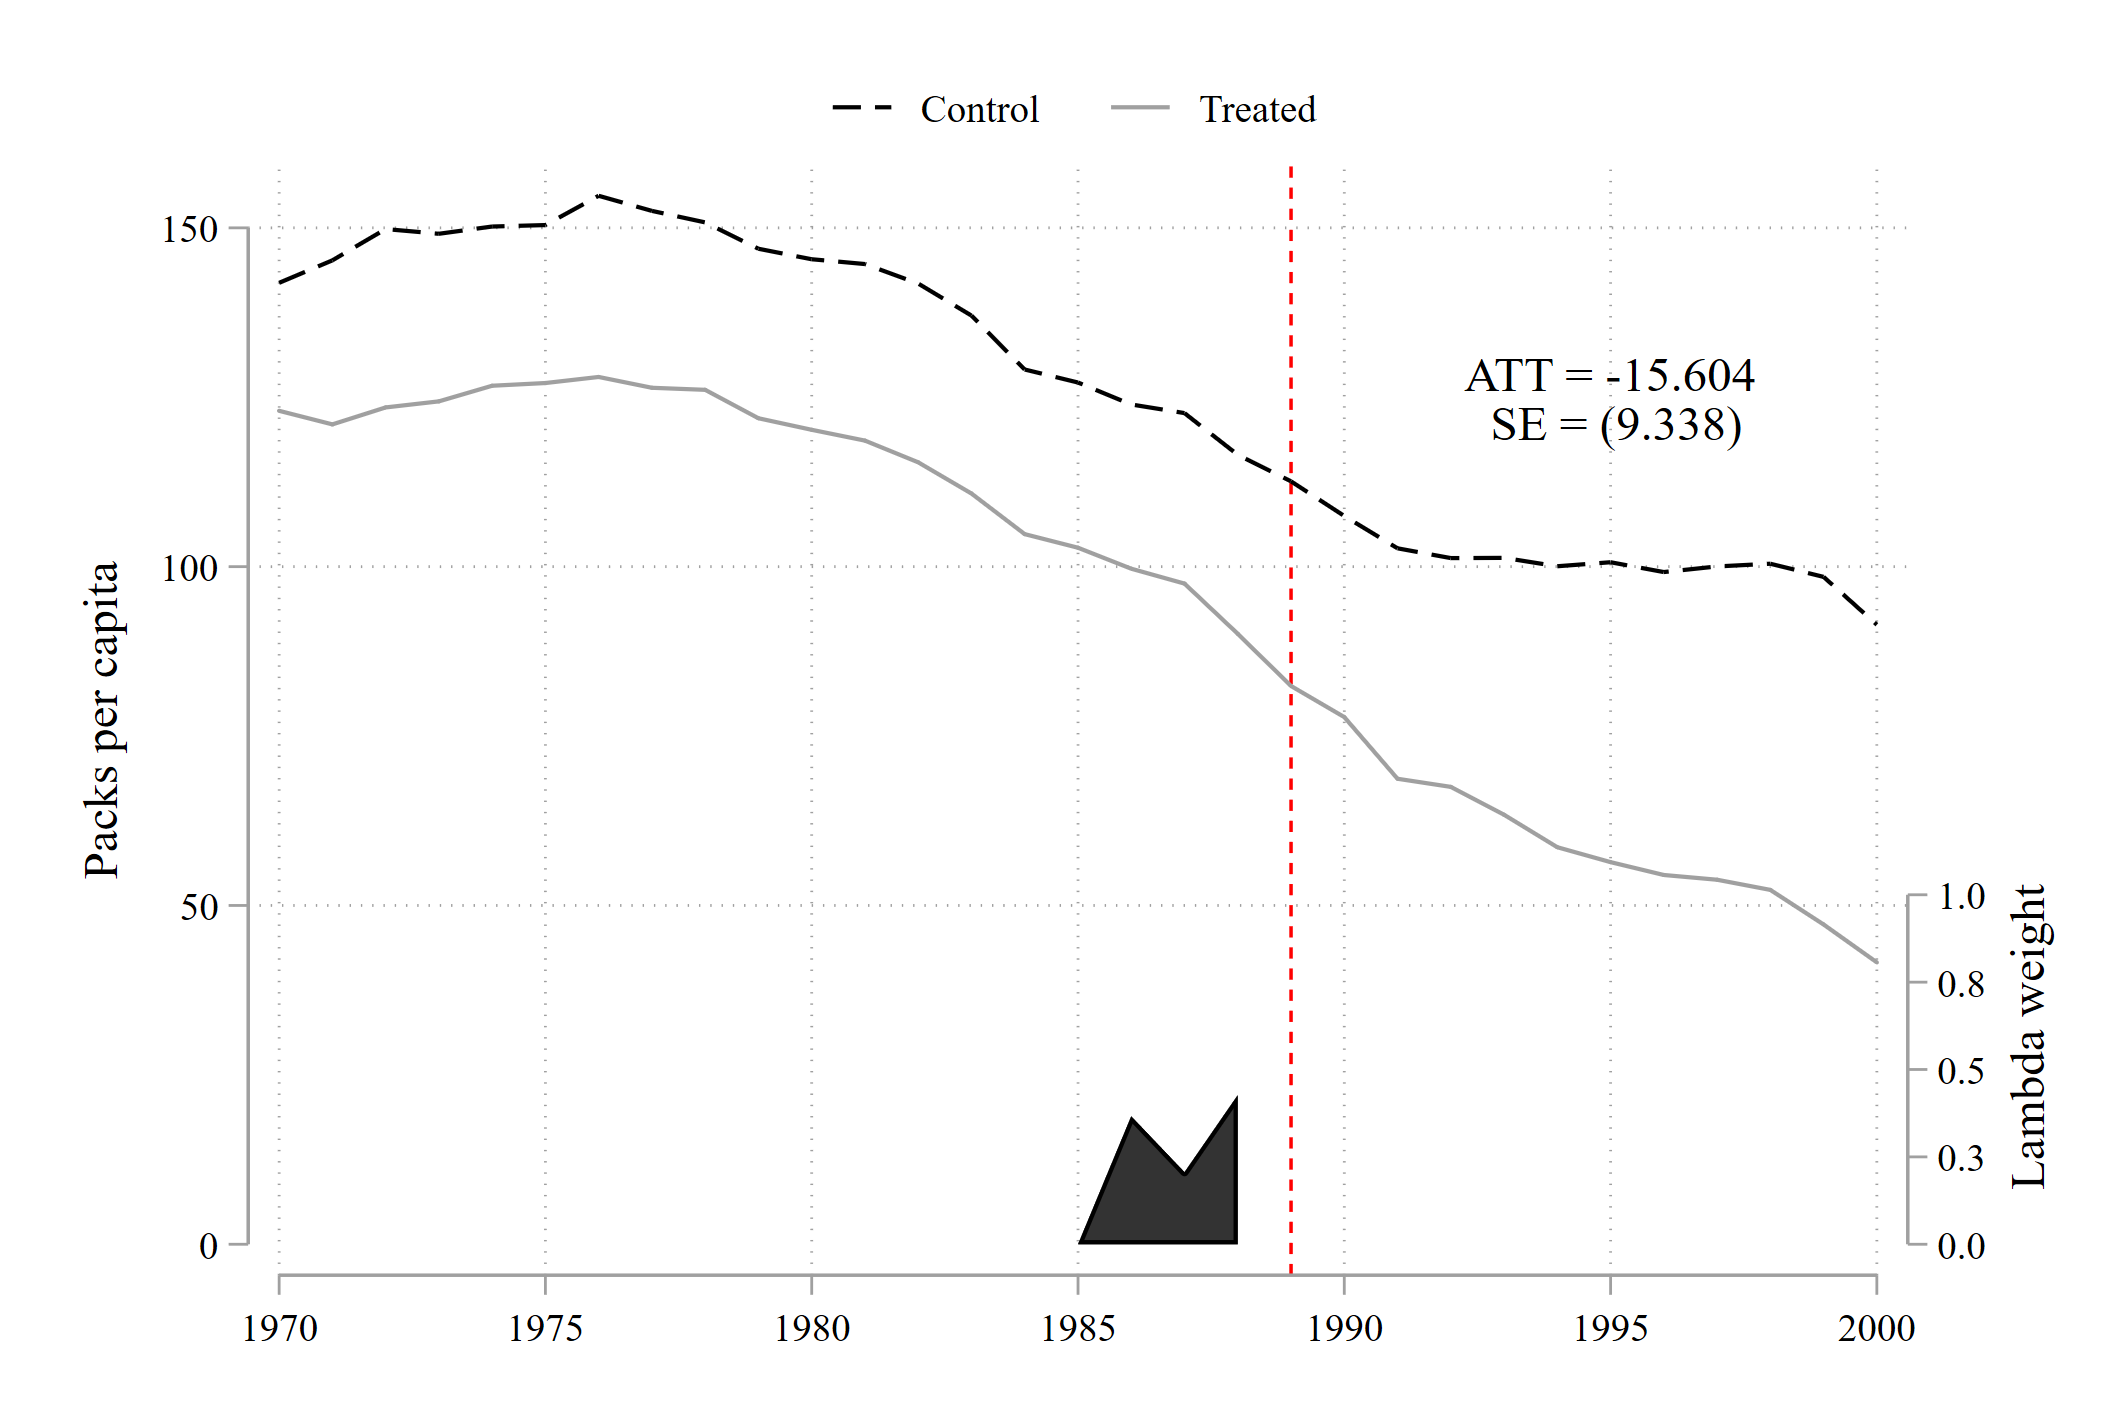 Control
Treated
150
100
50
0
Packs per capita
ATT = -15.604
SE = (9.338)
1.0
0.8
0.5
0.3
0.0
Lambda weight
1970
1975
1980
1985
1990
1995
2000